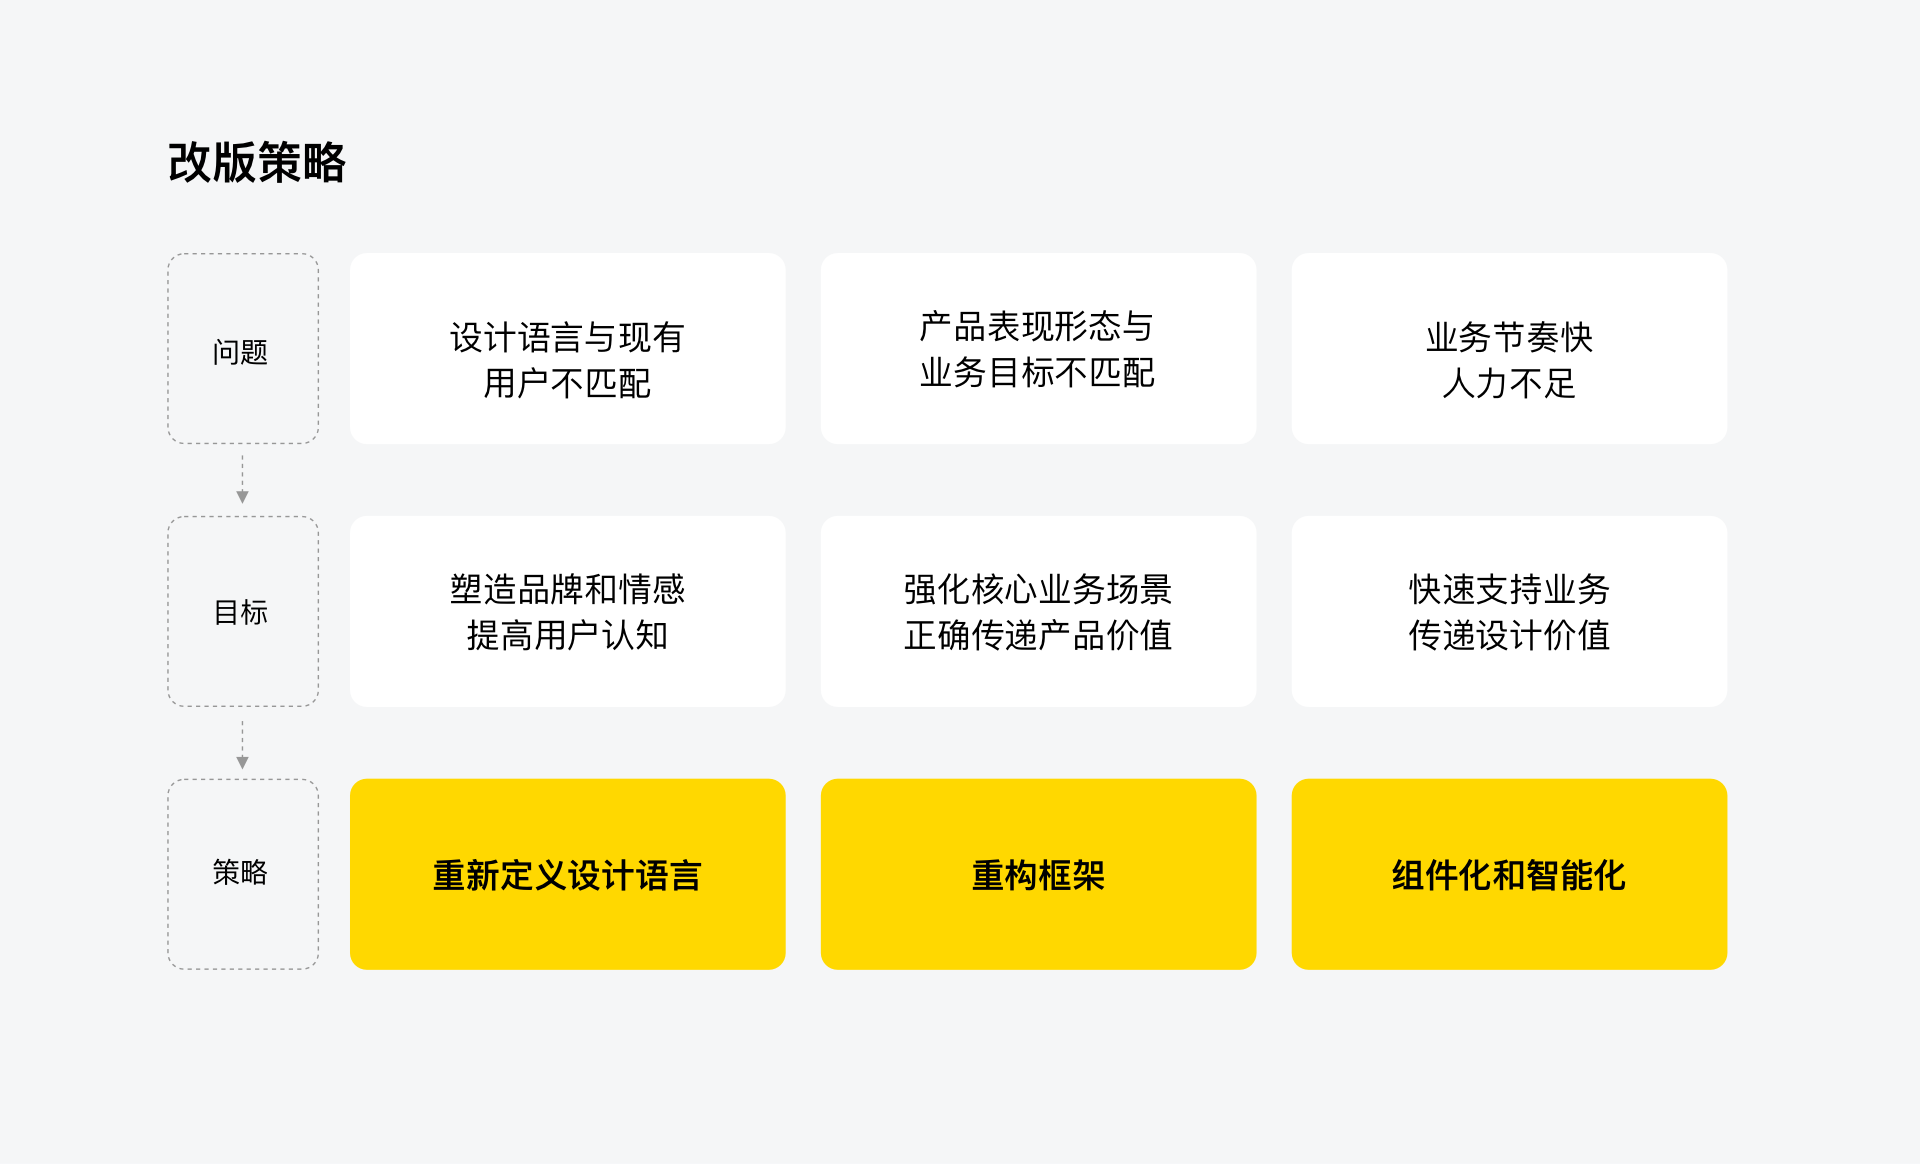 改版策略
问题
设计语言与现有
用户不匹配
产品表现形态与
业务目标不匹配
业务节奏快
人力不足
目标
塑造品牌和情感
提高用户认知
强化核心业务场景
正确传递产品价值
快速支持业务
传递设计价值
策略
重新定义设计语言
重构框架
组件化和智能化